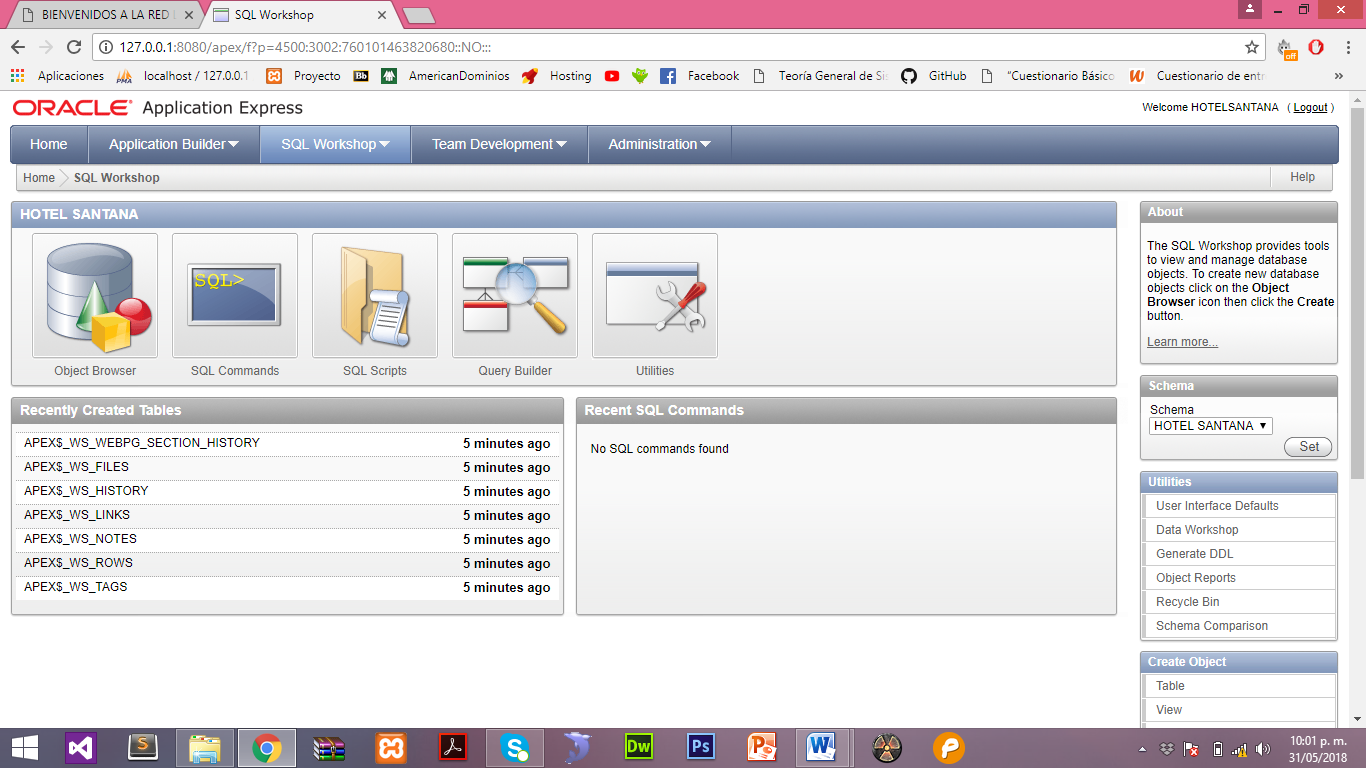 BIENVENIDOS A LA RED
SQL Workshop
127.0.0.1:8080/apex/f?p=4500:3002:760101463820680::NO:::
off
Aplicaciones
PMA
localhost / 127.0.0.1
Proyecto
Bb
AmericanDominios
Hosting
Facebook
Teoría General de Sis
GitHub
"Cuestionario Básico
Cuestionario de entr
»
ORACLE Application Express
Welcome HOTELSANTANA ( Logout )
Home
Application Builder
SQL Workshop
Team Development
Administration
Home
SQL Workshop
Help
HOTEL SANTANA
SQL>
Object Browser
SQL Commands
SQL Scripts
Query Builder
Utilities
Recently Created Tables
APEX$_WS_WEBPG_SECTION_HISTORY 5 minutes ago
APEX$_WS_FILES 5 minutes ago
APEX$_WS_HISTORY 5 minutes ago
APEX$_WS_LINKS 5 minutes ago
APEX$_WS_NOTES 5 minutes ago
APEX$_WS_ROWS 5 minutes ago
APEX$_WS_TAGS 5 minutes ago
Recent SQL Commands
No SQL commands found
About
The SQL Workshop provides tools
to view and manage database
objects. To create new database
objects click on the Object
Browser icon then click the Create
button.
Learn more...
Schema
Schema
HOTEL SANTANA
Set
Utilities
User Interface Defaults
Data Workshop
Generate DDL
Object Reports
Recycle Bin
Schema Comparison
Create Object
Table
View
S
S
Dw
Ps
P
W
P
10:01 p. m.
31/05/2018